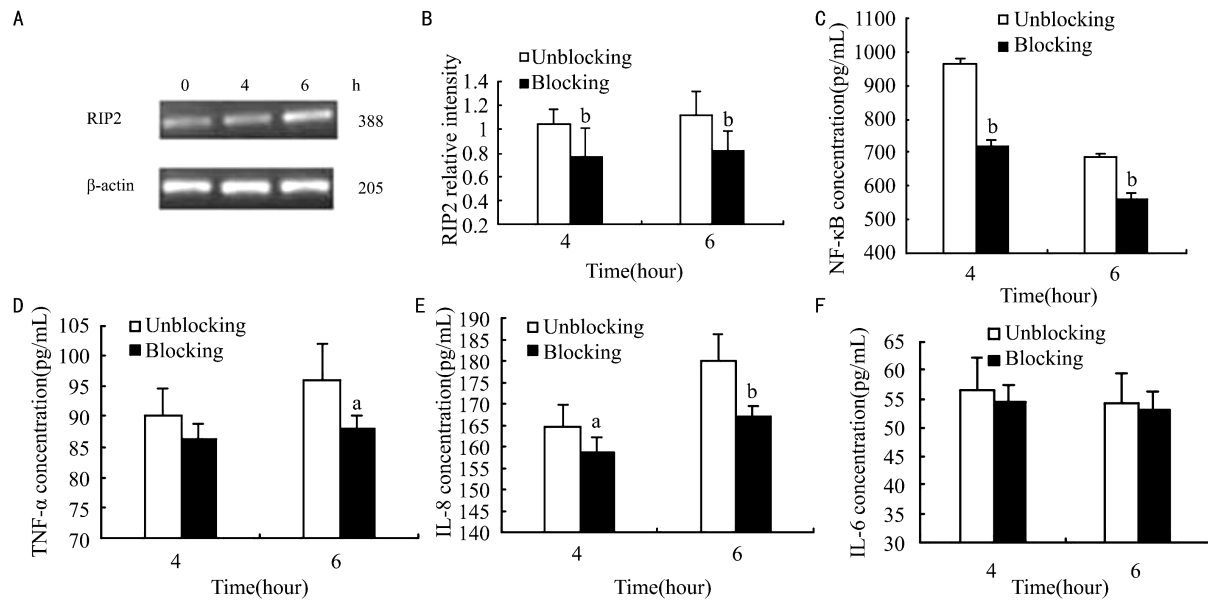 A
0 4 6 h
RIP2 388
β-actin 205
B
Unblocking
Blocking
RIP2 relative intensity
1.4
1.2
1
0.8
0.6
0.4
0.2
b b
4 6
Time(hour)
C
Unblocking
Blocking
NF-κB concentration(pg/mL)
1100
1000
900
800
700
600
500
400
b
b
4 6
Time(hour)
D
Unblocking
Blocking
TNF-α concentration(pg/mL)
105
100
95
90
85
80
75
70
a
4 6
Time(hour)
E
Unblocking
Blocking
IL-8 concentration(pg/mL)
190
185
180
175
170
165
160
155
150
145
140
a
b
4 6
Time(hour)
F
Unblocking
Blocking
IL-6 concentration(pg/mL)
65
60
55
50
45
40
35
30
4 6
Time(hour)